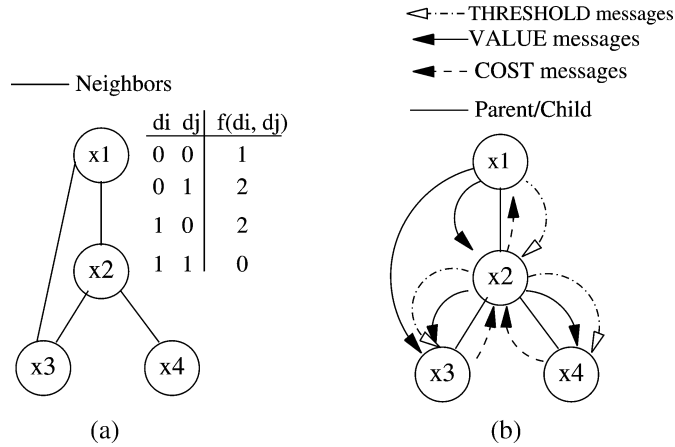 THRESHOLD messages
VALUE messages
COST messages
Parent/Child
Neighbors
di dj f(di, dj)
0 0 1
0 1 2
1 0 2
1 1 0
x1
x2
x3 x4
(a)
x1
x2
x3 x4
(b)